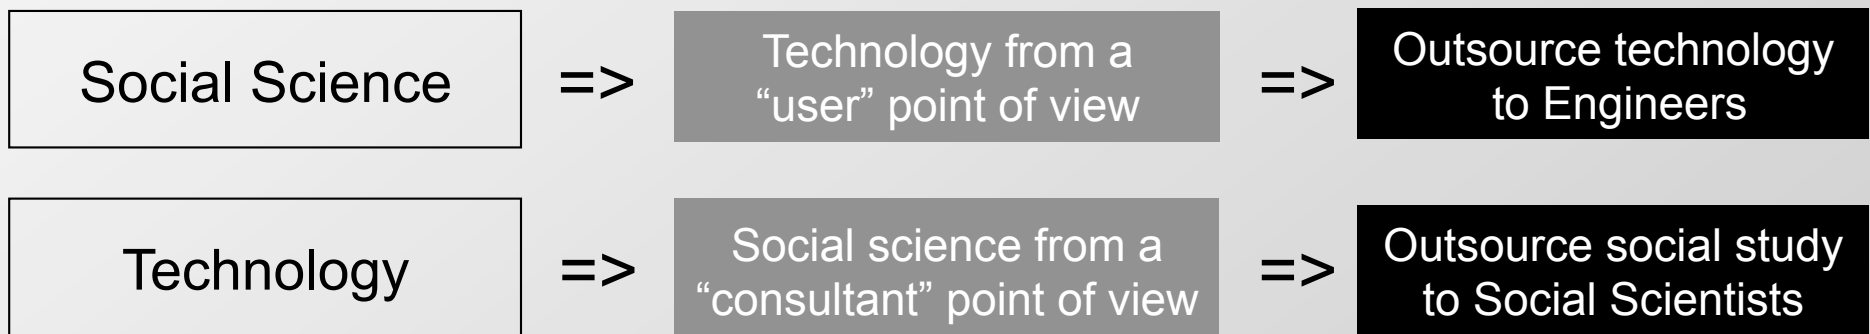 Social Science
=>
Technology from a
“user” point of view
=>
Outsource technology
to Engineers
Technology
=>
Social science from a
“consultant” point of view
=>
Outsource social study
to Social Scientists